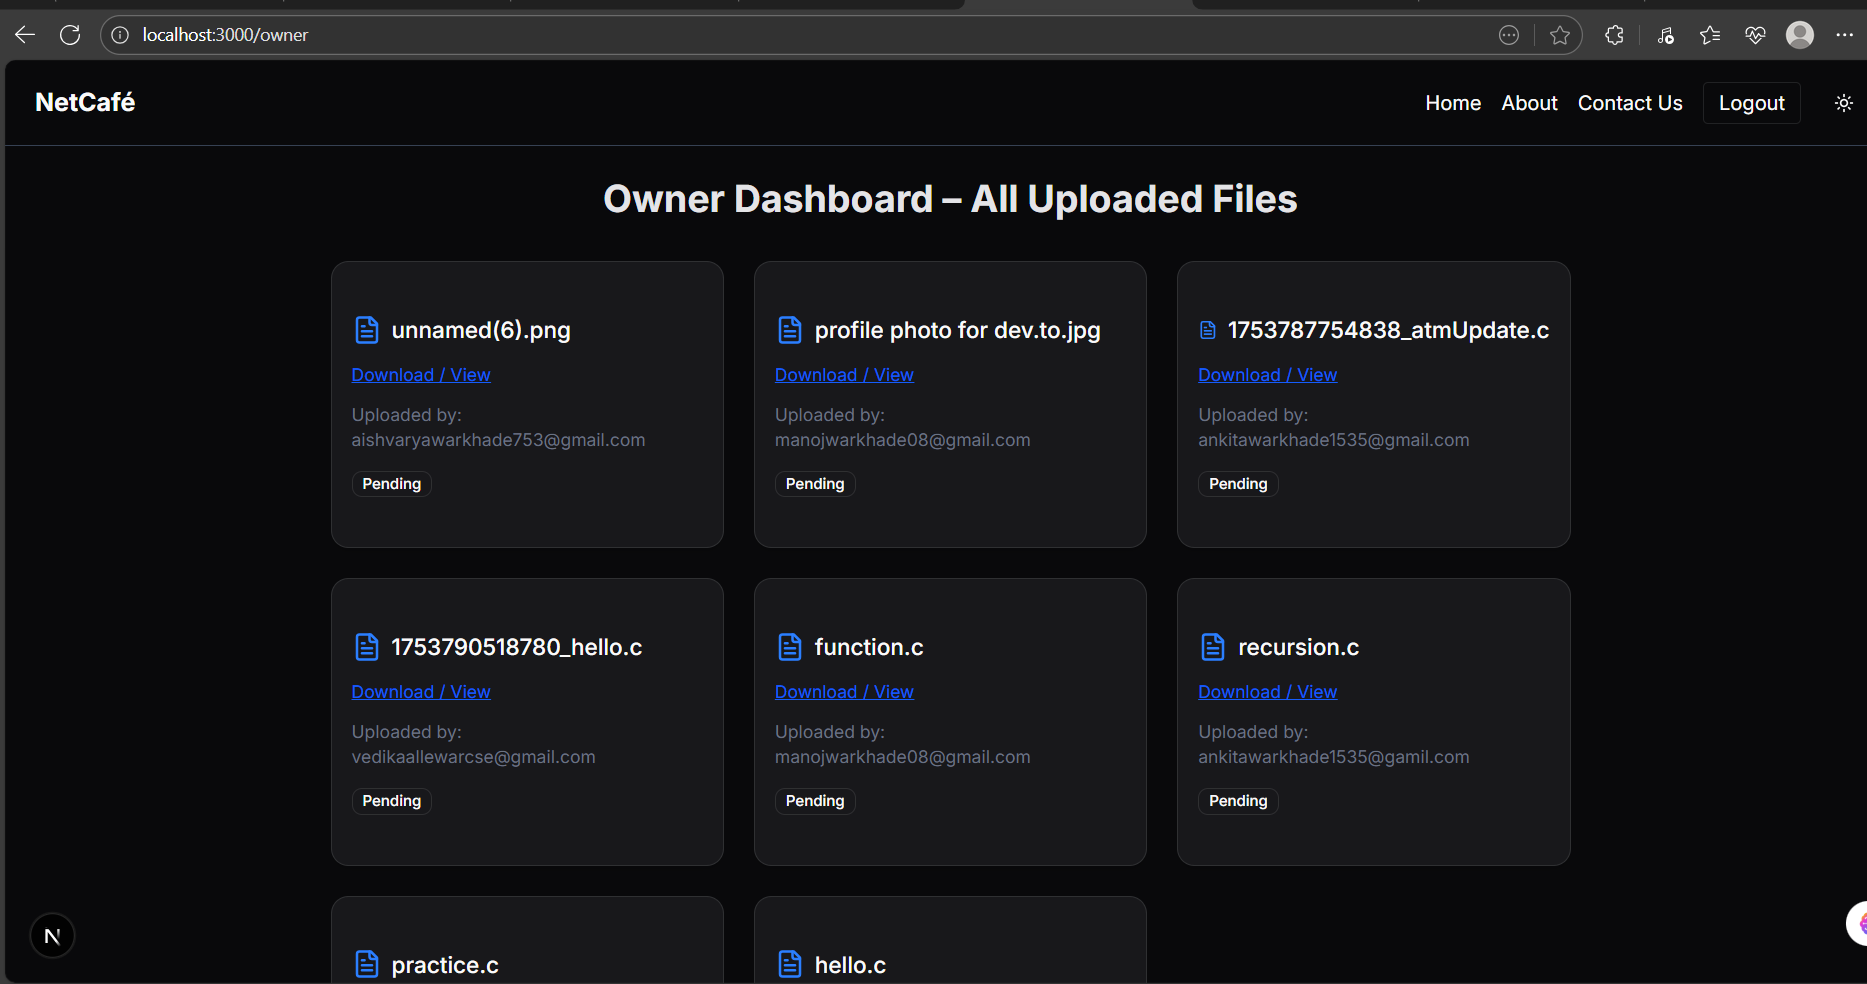 localhost:3000/owner
NetCafé
Home About Contact Us Logout
Owner Dashboard – All Uploaded Files
unnamed(6).png
Download / View
Uploaded by:
aishvaryawarkhade753@gmail.com
Pending
profile photo for dev.to.jpg
Download / View
Uploaded by:
manojwarkhade08@gmail.com
Pending
1753787754838_atmUpdate.c
Download / View
Uploaded by:
ankitawarkhade1535@gmail.com
Pending
1753790518780_hello.c
Download / View
Uploaded by:
vedikaallewarcse@gmail.com
Pending
function.c
Download / View
Uploaded by:
manojwarkhade08@gmail.com
Pending
recursion.c
Download / View
Uploaded by:
ankitawarkhade1535@gamil.com
Pending
practice.c
hello.c
N